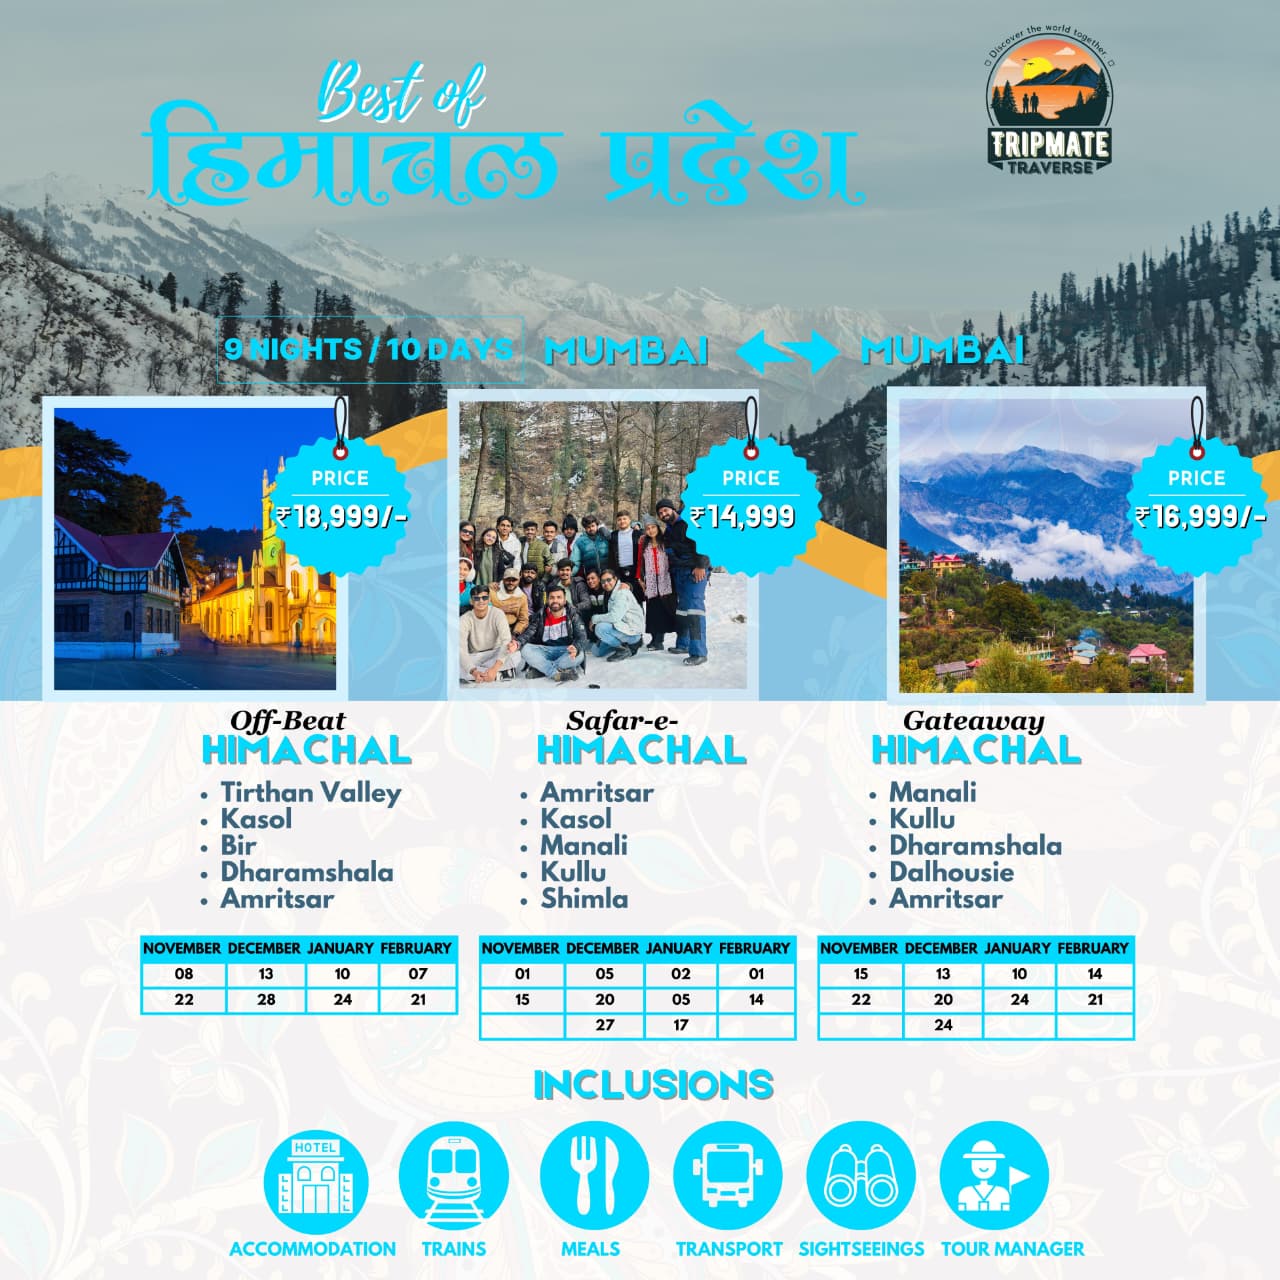 Best of
हिमाचल प्रदेश
Discover the world together.
TRIPMATE
TRAVERSE
9 NIGHTS / 10 DAYS MUMBAI MUMBAI
PRICE
₹18,999/-
PRICE
₹14,999
PRICE
₹16,999/-
Off-Beat
HIMACHAL
• Tirthan Valley
• Kasol
• Bir
• Dharamshala
• Amritsar
NOVEMBER DECEMBER JANUARY FEBRUARY
08 13 10 07
22 28 24 21
Safar-e-
HIMACHAL
• Amritsar
• Kasol
• Manali
• Kullu
• Shimla
NOVEMBER DECEMBER JANUARY FEBRUARY
01 05 02 01
15 20 05 14
27 17
Gateaway
HIMACHAL
• Manali
• Kullu
• Dharamshala
• Dalhousie
• Amritsar
NOVEMBER DECEMBER JANUARY FEBRUARY
15 13 10 14
22 20 24 21
24
INCLUSIONS
HOTEL
ACCOMMODATION TRAINS MEALS TRANSPORT SIGHTSEEINGS TOUR MANAGER